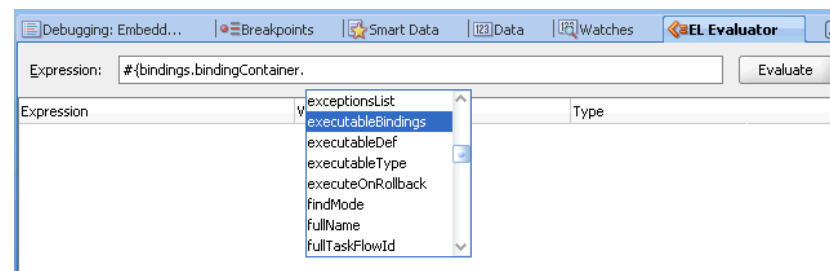 Debugging: Embedd... Breakpoints Smart Data 123 Data Watches EL Evaluator
Expression: #{bindings.bindingContainer. Evaluate
Expression V Type
exceptionsList
executableBindings
executableDef
executableType
executeOnRollback
findMode
fullName
fullTaskFlowId